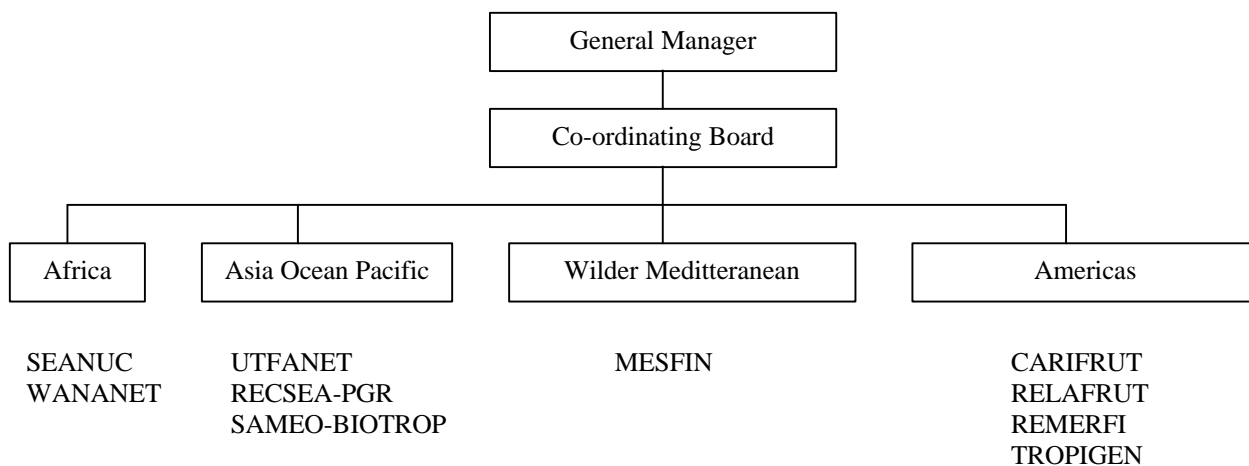 General Manager
Co-ordinating Board
Africa
Asia Ocean Pacific
Wilder Meditteranean
Americas
SEANUC
WANANET
UTFANET
RECSEA-PGR
SAMEO-BIOTROP
MESFIN
CARIFRUT
RELAFRUT
REMERFI
TROPIGEN